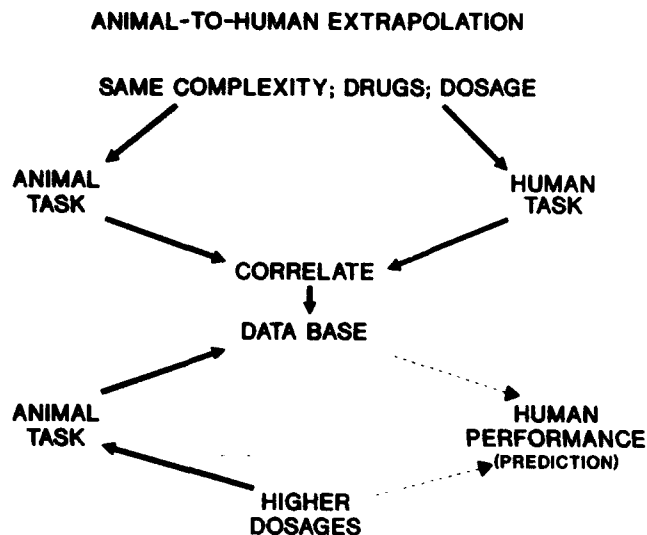 ANIMAL-TO-HUMAN EXTRAPOLATION
SAME COMPLEXITY; DRUGS; DOSAGE
ANIMAL
TASK
HUMAN
TASK
CORRELATE
DATA BASE
ANIMAL
TASK
HUMAN
PERFORMANCE
(PREDICTION)
HIGHER
DOSAGES